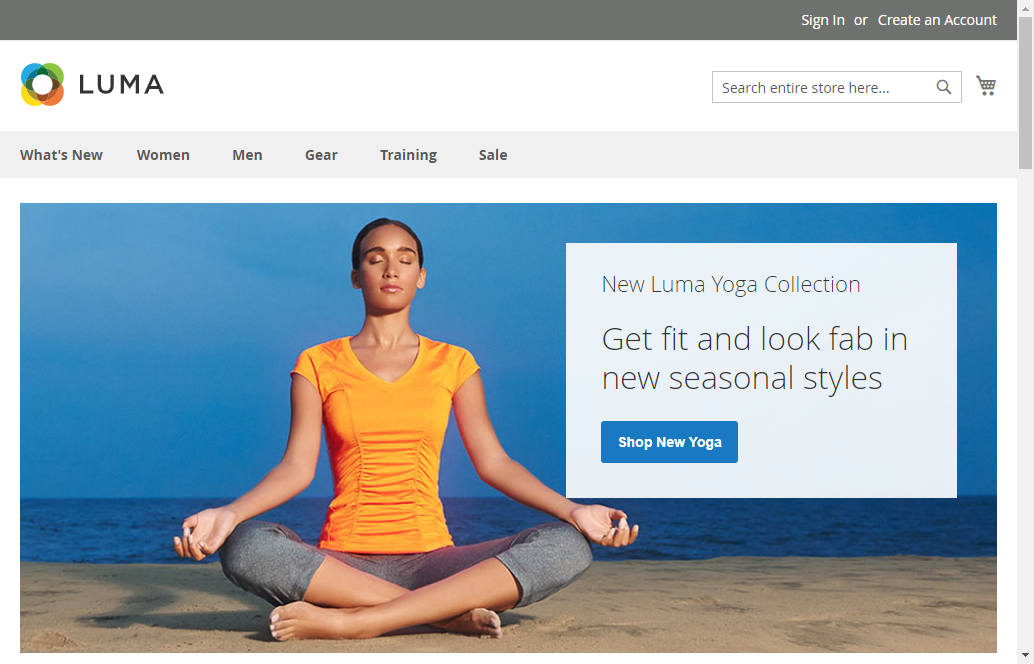 Sign In or Create an Account
LUMA
Search entire store here...
What's New Women Men Gear Training Sale
New Luma Yoga Collection
Get fit and look fab in
new seasonal styles
Shop New Yoga